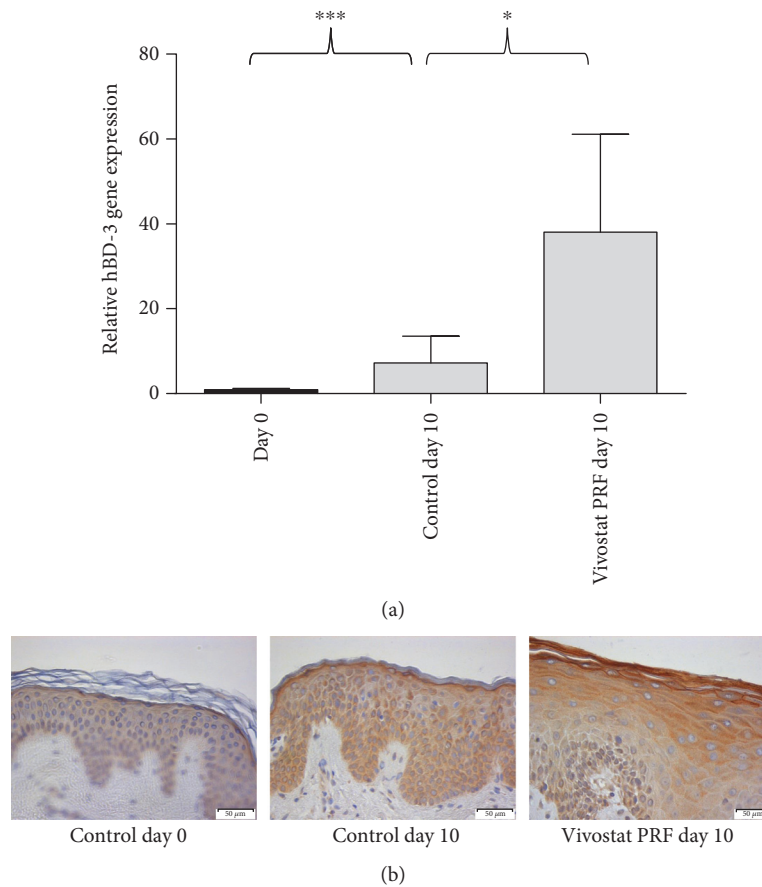 ***
*
80
60
40
20
0
Relative hBD-3 gene expression
Day 0
Control day 10
Vivostat PRF day 10
(a)
50 μm
50 μm
50 μm
Control day 0
Control day 10
Vivostat PRF day 10
(b)